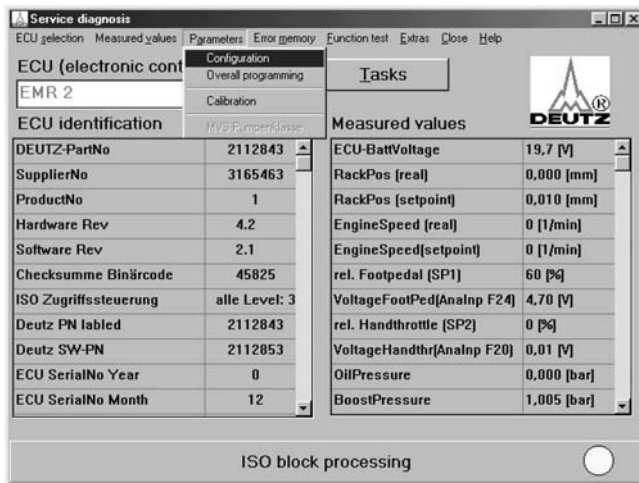 Service diagnosis
ECU selection Measured values Parameters Error memory Function test Extras Close Help
Configuration
Overall programming
Calibration
MVS Pumpenklasse
ECU (electronic cont
Tasks
EMR 2
DEUTZ ®
ECU identification
DEUTZ-PartNo 2112843
SupplierNo 3165463
ProductNo 1
Hardware Rev 4.2
Software Rev 2.1
Checksumme Binärcode 45825
ISO Zugriffssteuerung alle Level: 3
Deutz PN labled 2112843
Deutz SW-PN 2112853
ECU SerialNo Year 0
ECU SerialNo Month 12
Measured values
ECU-BattVoltage 19,7 [V]
RackPos (real) 0,000 [mm]
RackPos (setpoint) 0,010 [mm]
EngineSpeed (real) 0 [1/min]
EngineSpeed(setpoint) 0 [1/min]
rel. Footpedal (SP1) 60 [%]
VoltageFootPed(AnaInp F24) 4,70 [V]
rel. Handthrottle (SP2) 0 [%]
VoltageHandthr(AnaInp F20) 0,01 [V]
OilPressure 0,000 [bar]
BoostPressure 1,005 [bar]
ISO block processing